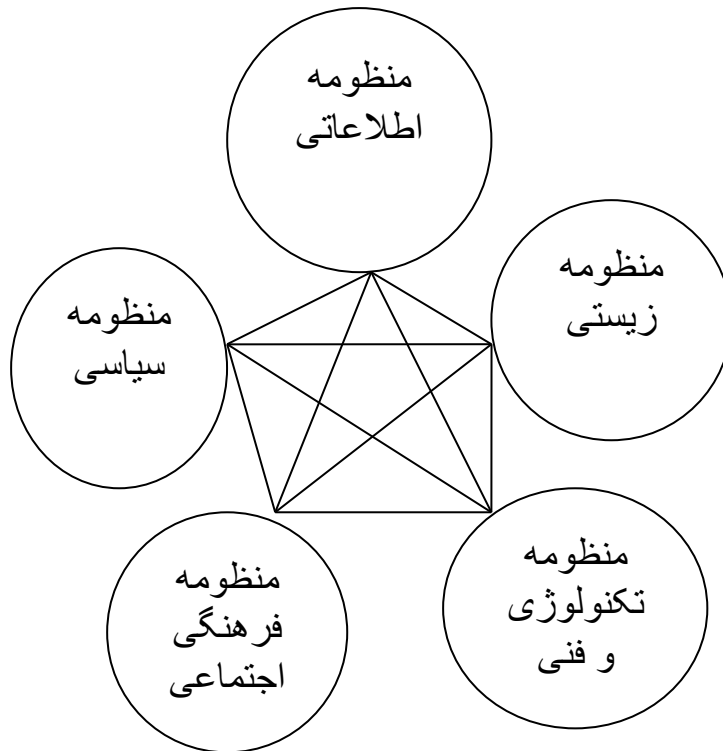 منظومه
اطلاعاتی
منظومه
زیستی
منظومه
سیاسی
منظومه
تکنولوژی
و فنی
منظومه
فرهنگی
اجتماعی